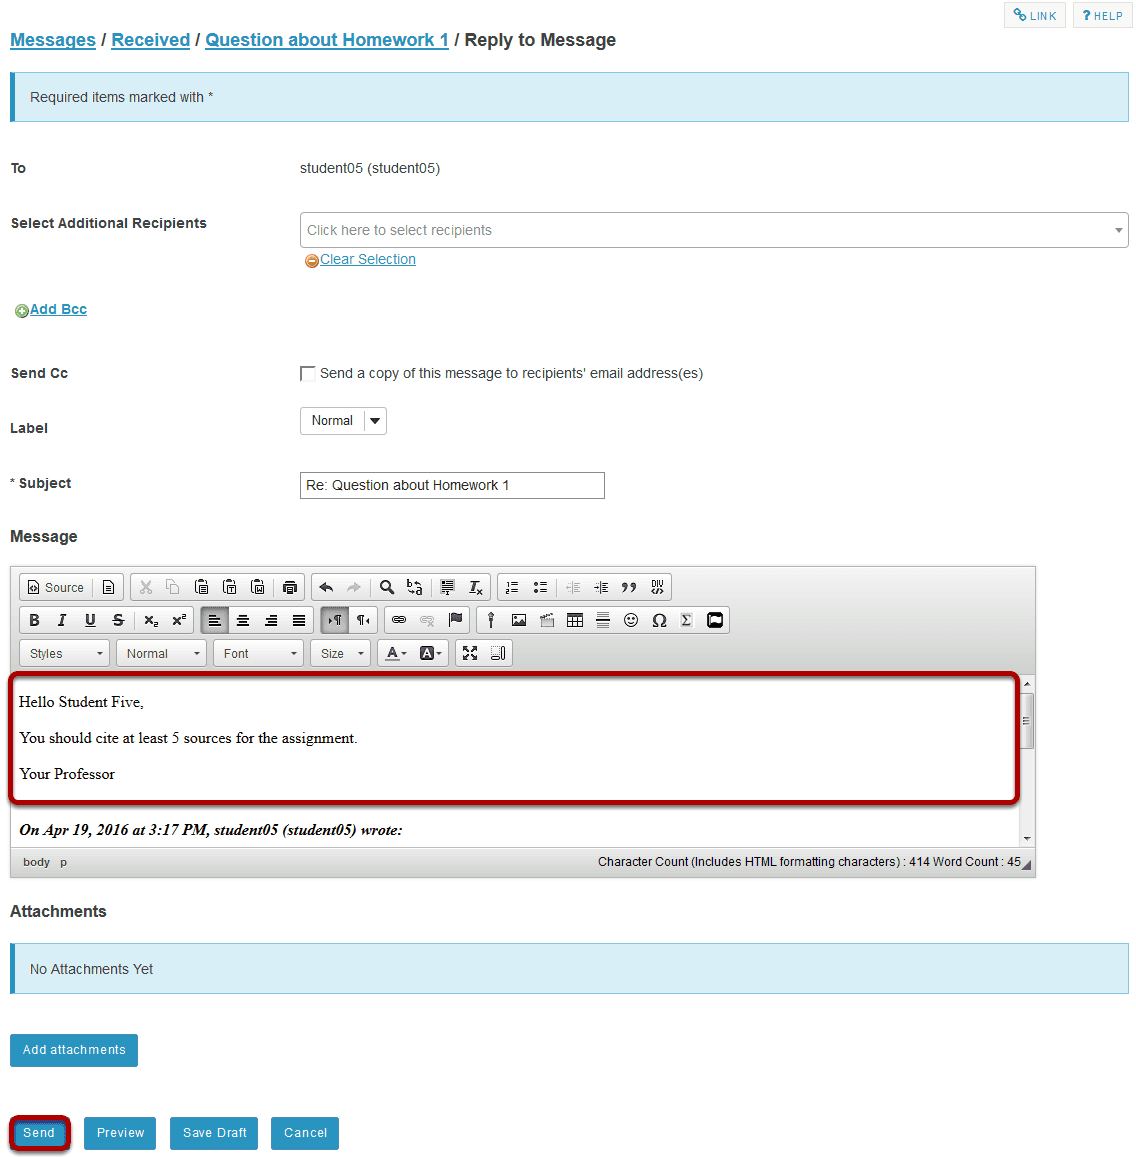 LINK
? HELP
Messages / Received / Question about Homework 1 / Reply to Message
Required items marked with *
To
student05 (student05)
Select Additional Recipients
Click here to select recipients
Clear Selection
Add Bcc
Send Cc
Send a copy of this message to recipients' email address(es)
Label
Normal
* Subject
Re: Question about Homework 1
Message
Source
B I U S x₂ x²
Styles Normal Font Size A A
Hello Student Five,
You should cite at least 5 sources for the assignment.
Your Professor
On Apr 19, 2016 at 3:17 PM, student05 (student05) wrote:
body p
Character Count (Includes HTML formatting characters) : 414 Word Count : 45
Attachments
No Attachments Yet
Add attachments
Send Preview Save Draft Cancel